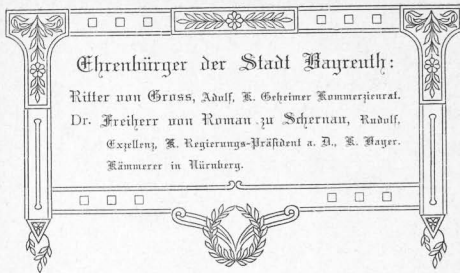 Ehrenbürger der Stadt Bayreuth:
Ritter von Gross, Adolf, K. Geheimer Kommerzienrat.
Dr. Freiherr von Roman zu Schernau, Rudolf,
Exzellenz, K. Regierungs-Präsident a. D., K. Bayer.
Kämmerer in Nürnberg.